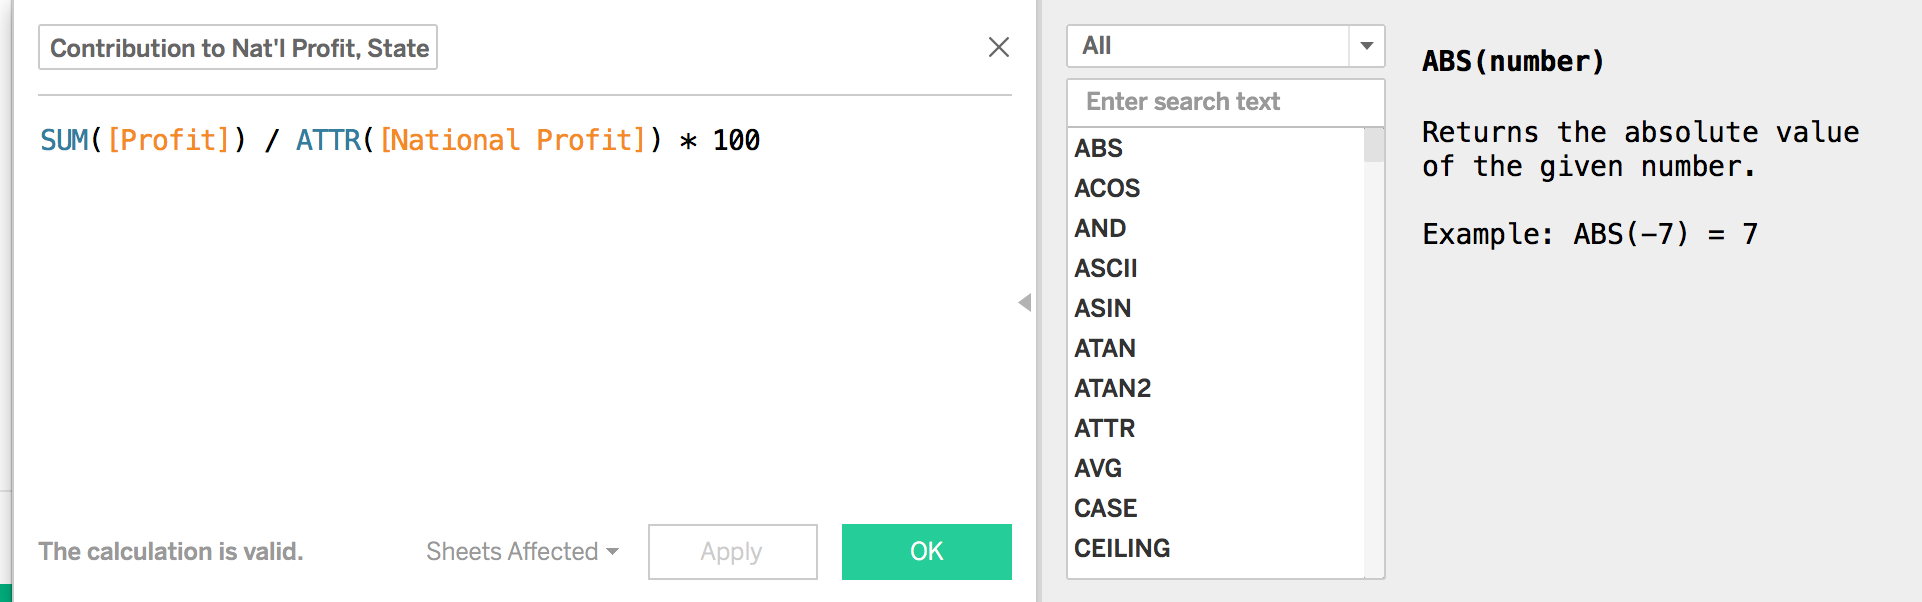 Contribution to Nat'l Profit, State
SUM([Profit]) / ATTR([National Profit]) * 100
The calculation is valid.
Sheets Affected
Apply
OK
All
Enter search text
ABS
ACOS
AND
ASCII
ASIN
ATAN
ATAN2
ATTR
AVG
CASE
CEILING
ABS(number)
Returns the absolute value
of the given number.
Example: ABS(-7) = 7